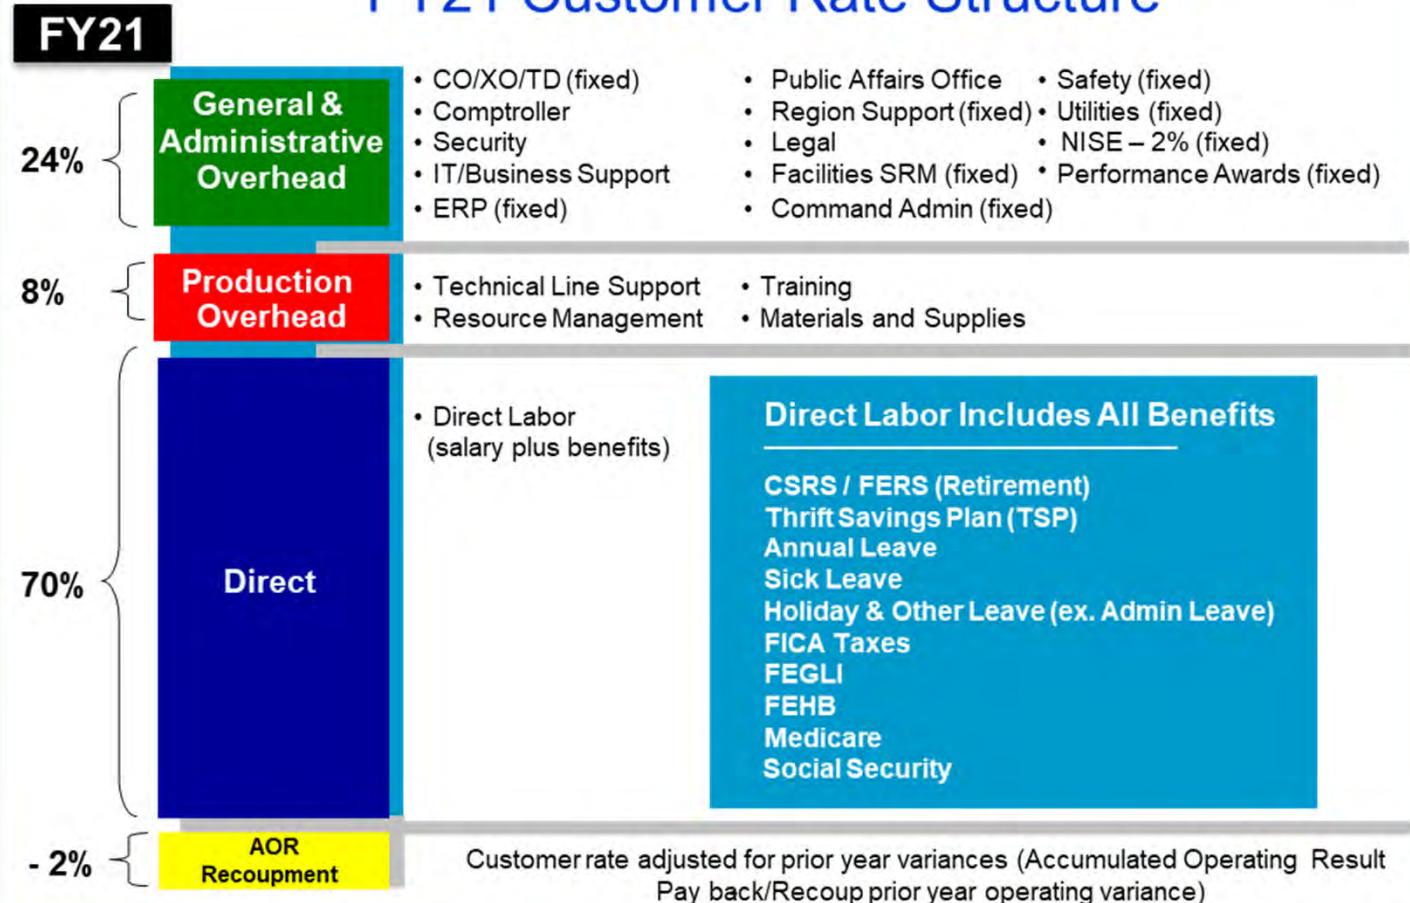 FY21 Customer Rate Structure
FY21
24%
General &
Administrative
Overhead
• CO/XO/TD (fixed)
• Comptroller
• Security
• IT/Business Support
• ERP (fixed)
• Public Affairs Office
• Region Support (fixed)
• Legal
• Facilities SRM (fixed)
• Command Admin (fixed)
• Safety (fixed)
• Utilities (fixed)
• NISE – 2% (fixed)
• Performance Awards (fixed)
8%
Production
Overhead
• Technical Line Support
• Resource Management
• Training
• Materials and Supplies
70%
Direct
• Direct Labor
(salary plus benefits)
Direct Labor Includes All Benefits
CSRS / FERS (Retirement)
Thrift Savings Plan (TSP)
Annual Leave
Sick Leave
Holiday & Other Leave (ex. Admin Leave)
FICA Taxes
FEGLI
FEHB
Medicare
Social Security
- 2%
AOR
Recoupment
Customer rate adjusted for prior year variances (Accumulated Operating Result
Pay back/Recoup prior year operating variance)